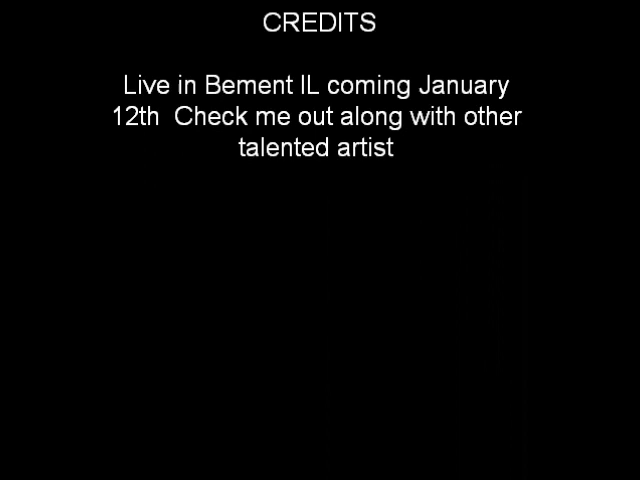 CREDITS
Live in Bement IL coming January
12th  Check me out along with other
talented artist